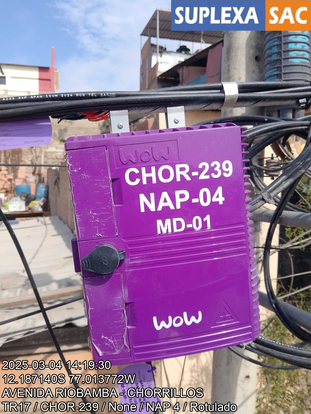 SUPLEXA SAC
WOW
CHOR-239
NAP-04
MD-01
WOW
2025-03-04 14:19:30
12.187140S 77.013772W
AVENIDA RIOBAMBA - CHORRILLOS
TR17 / CHOR 239 / None / NAP 4 / Rotulado